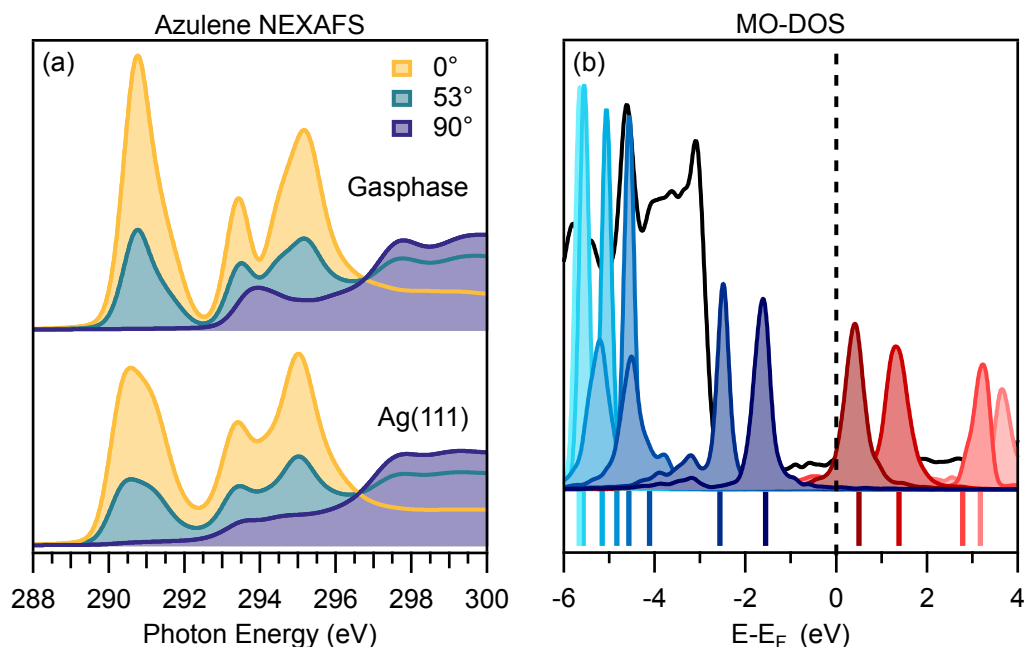 Azulene NEXAFS
(a)
0°
53°
90°
Gasphase
Ag(111)
288 290 292 294 296 298 300
Photon Energy (eV)
MO-DOS
(b)
-6 -4 -2 0 2 4
E-E_F (eV)